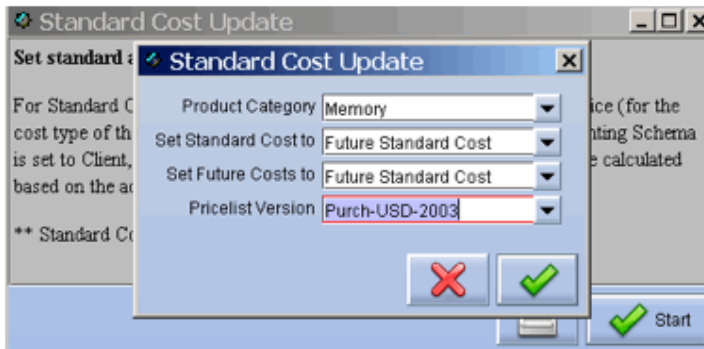 Standard Cost Update
Set standard a
Standard Cost Update
For Standard C
ice (for the
Product Category Memory
cost type of th
nting Schema
Set Standard Cost to Future Standard Cost
is set to Client,
e calculated
Set Future Costs to Future Standard Cost
based on the ac
Pricelist Version Purch-USD-2003
** Standard Co
Start